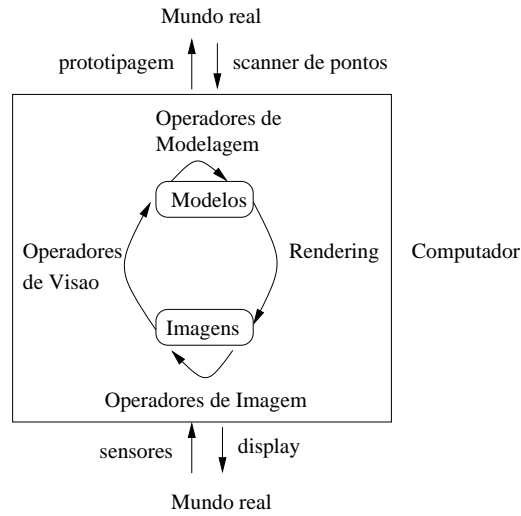 Mundo real
prototipagem
scanner de pontos
Operadores de
Modelagem
Modelos
Operadores
de Visao
Rendering
Computador
Imagens
Operadores de Imagem
sensores
display
Mundo real